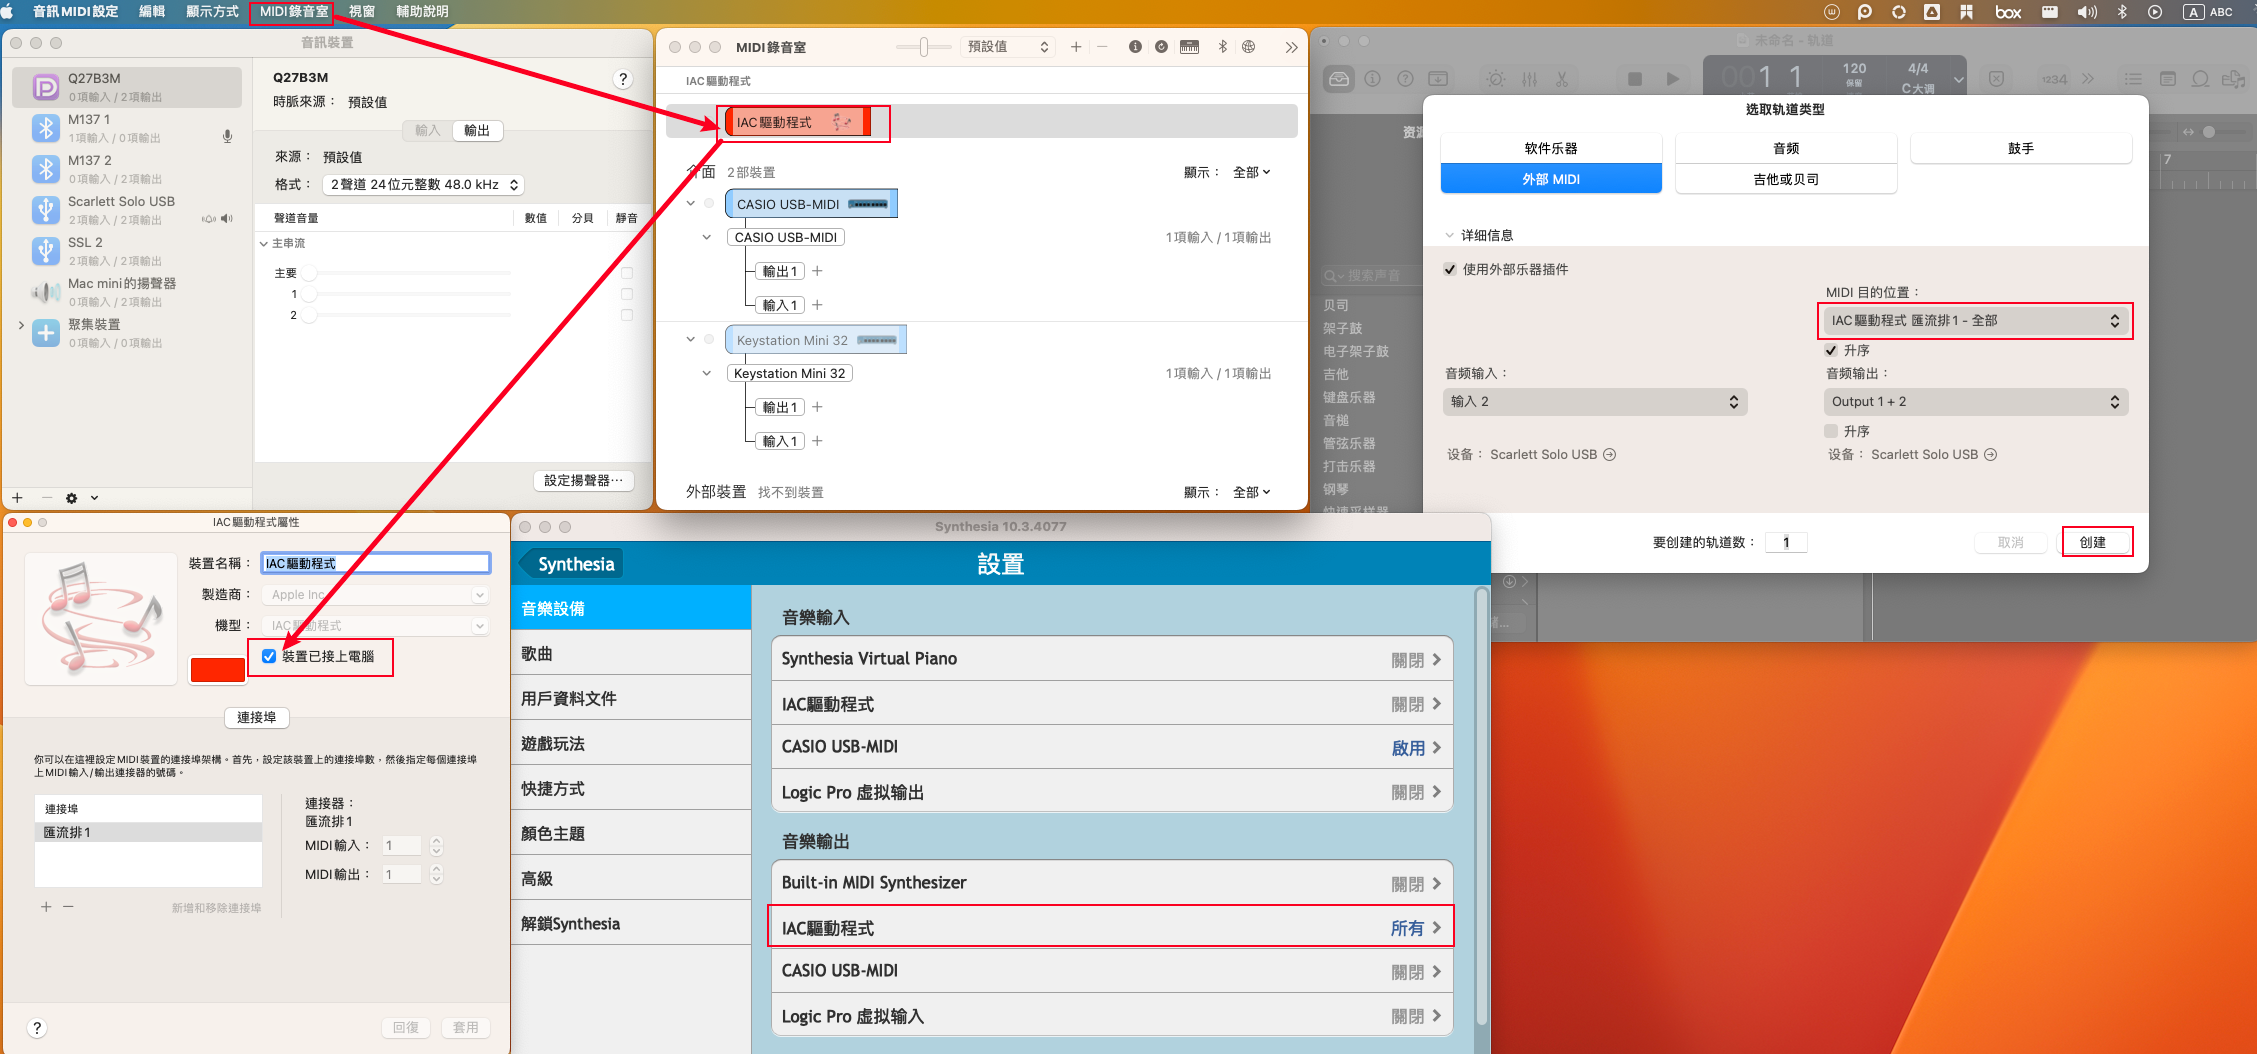 音訊MIDI設定 編輯 顯示方式 MIDI錄音室 視窗 輔助說明
box
A ABC
音訊裝置
Q27B3M
0項輸入 / 2項輸出
M137 1
1項輸入 / 0項輸出
M137 2
0項輸入 / 2項輸出
Scarlett Solo USB
2項輸入 / 2項輸出
SSL 2
2項輸入 / 2項輸出
Mac mini的揚聲器
0項輸入 / 2項輸出
聚集裝置
0項輸入 / 0項輸出
Q27B3M
?
時脈來源： 預設值
輸入 輸出
來源： 預設值
格式： 2聲道 24位元整數 48.0 kHz
聲道音量 數值 分貝 靜音
主串流
主要
1
2
設定揚聲器⋯
MIDI錄音室
預設值
IAC驅動程式
IAC驅動程式
介面 2部裝置 顯示： 全部
CASIO USB-MIDI
CASIO USB-MIDI 1項輸入 / 1項輸出
輸出1 +
輸入1 +
Keystation Mini 32
Keystation Mini 32 1項輸入 / 1項輸出
輸出1 +
輸入1 +
外部裝置 找不到裝置 顯示： 全部
未命名 - 轨道
001 1
120
保留
4/4
C大调
1234
资源
7
搜索声音
贝司
架子鼓
电子架子鼓
吉他
键盘乐器
音槌
管弦乐器
打击乐器
钢琴
快速采样器
选取轨道类型
软件乐器 音频 鼓手
外部 MIDI 吉他或贝司
详细信息
使用外部乐器插件
MIDI 目的位置：
IAC驅動程式 匯流排1 - 全部
升序
音频输入： 音频输出：
输入 2 Output 1 + 2
升序
设备： Scarlett Solo USB 设备： Scarlett Solo USB
要创建的轨道数： 1 取消 创建
IAC驅動程式屬性
裝置名稱： IAC驅動程式
製造商： Apple Inc.
機型： IAC驅動程式
裝置已接上電腦
連接埠
你可以在這裡設定MIDI裝置的連接埠架構。首先，設定該裝置上的連接埠數，然後指定每個連接埠
上MIDI輸入/輸出連接器的號碼。
連接埠
匯流排1
新增和移除連接埠
連接器：
匯流排1
MIDI輸入： 1
MIDI輸出： 1
? 回復 套用
Synthesia 10.3.4077
Synthesia 設置
音樂設備
歌曲
用戶資料文件
遊戲玩法
快捷方式
顏色主題
高級
解鎖Synthesia
音樂輸入
Synthesia Virtual Piano 關閉
IAC驅動程式 關閉
CASIO USB-MIDI 啟用
Logic Pro 虚拟输出 關閉
音樂輸出
Built-in MIDI Synthesizer 關閉
IAC驅動程式 所有
CASIO USB-MIDI 關閉
Logic Pro 虚拟输入 關閉